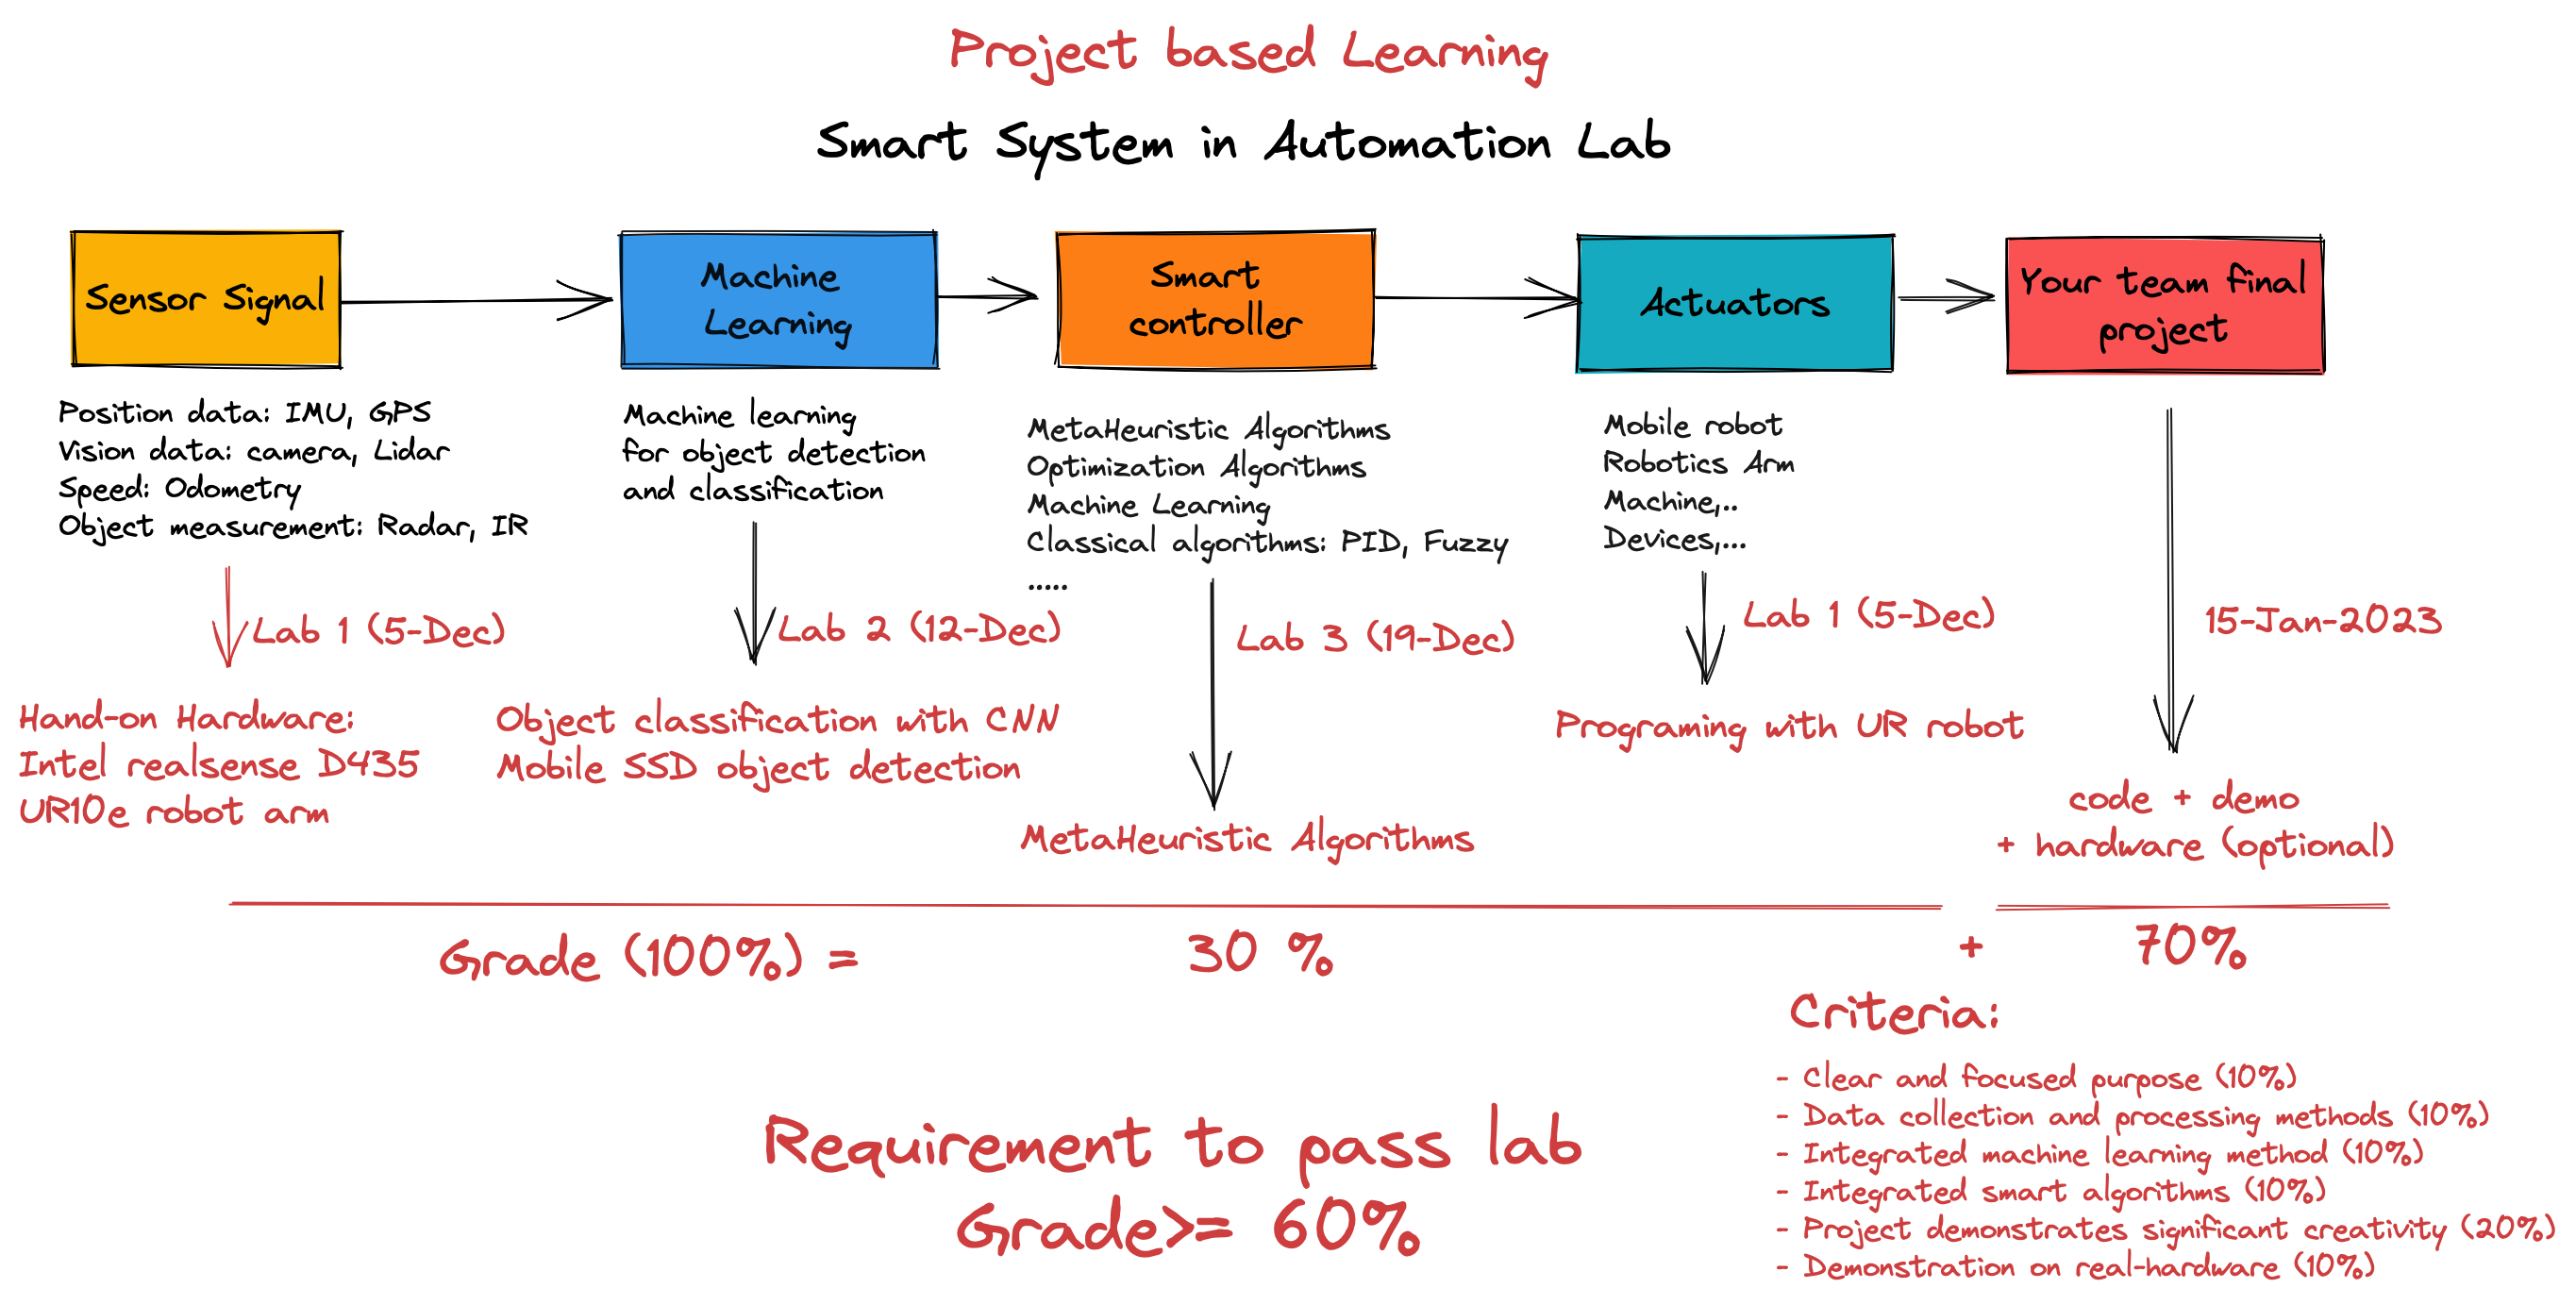 Project based Learning
Smart System in Automation Lab
Sensor Signal
Machine
Learning
Smart
controller
Actuators
Your team final
project
Position data: IMU, GPS
Vision data: camera, Lidar
Speed: Odometry
Object measurement: Radar, IR
Machine learning
for object detection
and classification
MetaHeuristic Algorithms
Optimization Algorithms
Machine Learning
Classical algorithms: PID, Fuzzy
.....
Mobile robot
Robotics Arm
Machine,..
Devices,...
Lab 1 (5-Dec)
Lab 2 (12-Dec)
Lab 3 (19-Dec)
Lab 1 (5-Dec)
15-Jan-2023
Hand-on Hardware:
Intel realsense D435
UR10e robot arm
Object classification with CNN
Mobile SSD object detection
MetaHeuristic Algorithms
Programing with UR robot
code + demo
+ hardware (optional)
Grade (100%) = 30 % + 70%
Criteria:
- Clear and focused purpose (10%)
- Data collection and processing methods (10%)
- Integrated machine learning method (10%)
- Integrated smart algorithms (10%)
- Project demonstrates significant creativity (20%)
- Demonstration on real-hardware (10%)
Requirement to pass lab
Grade>= 60%